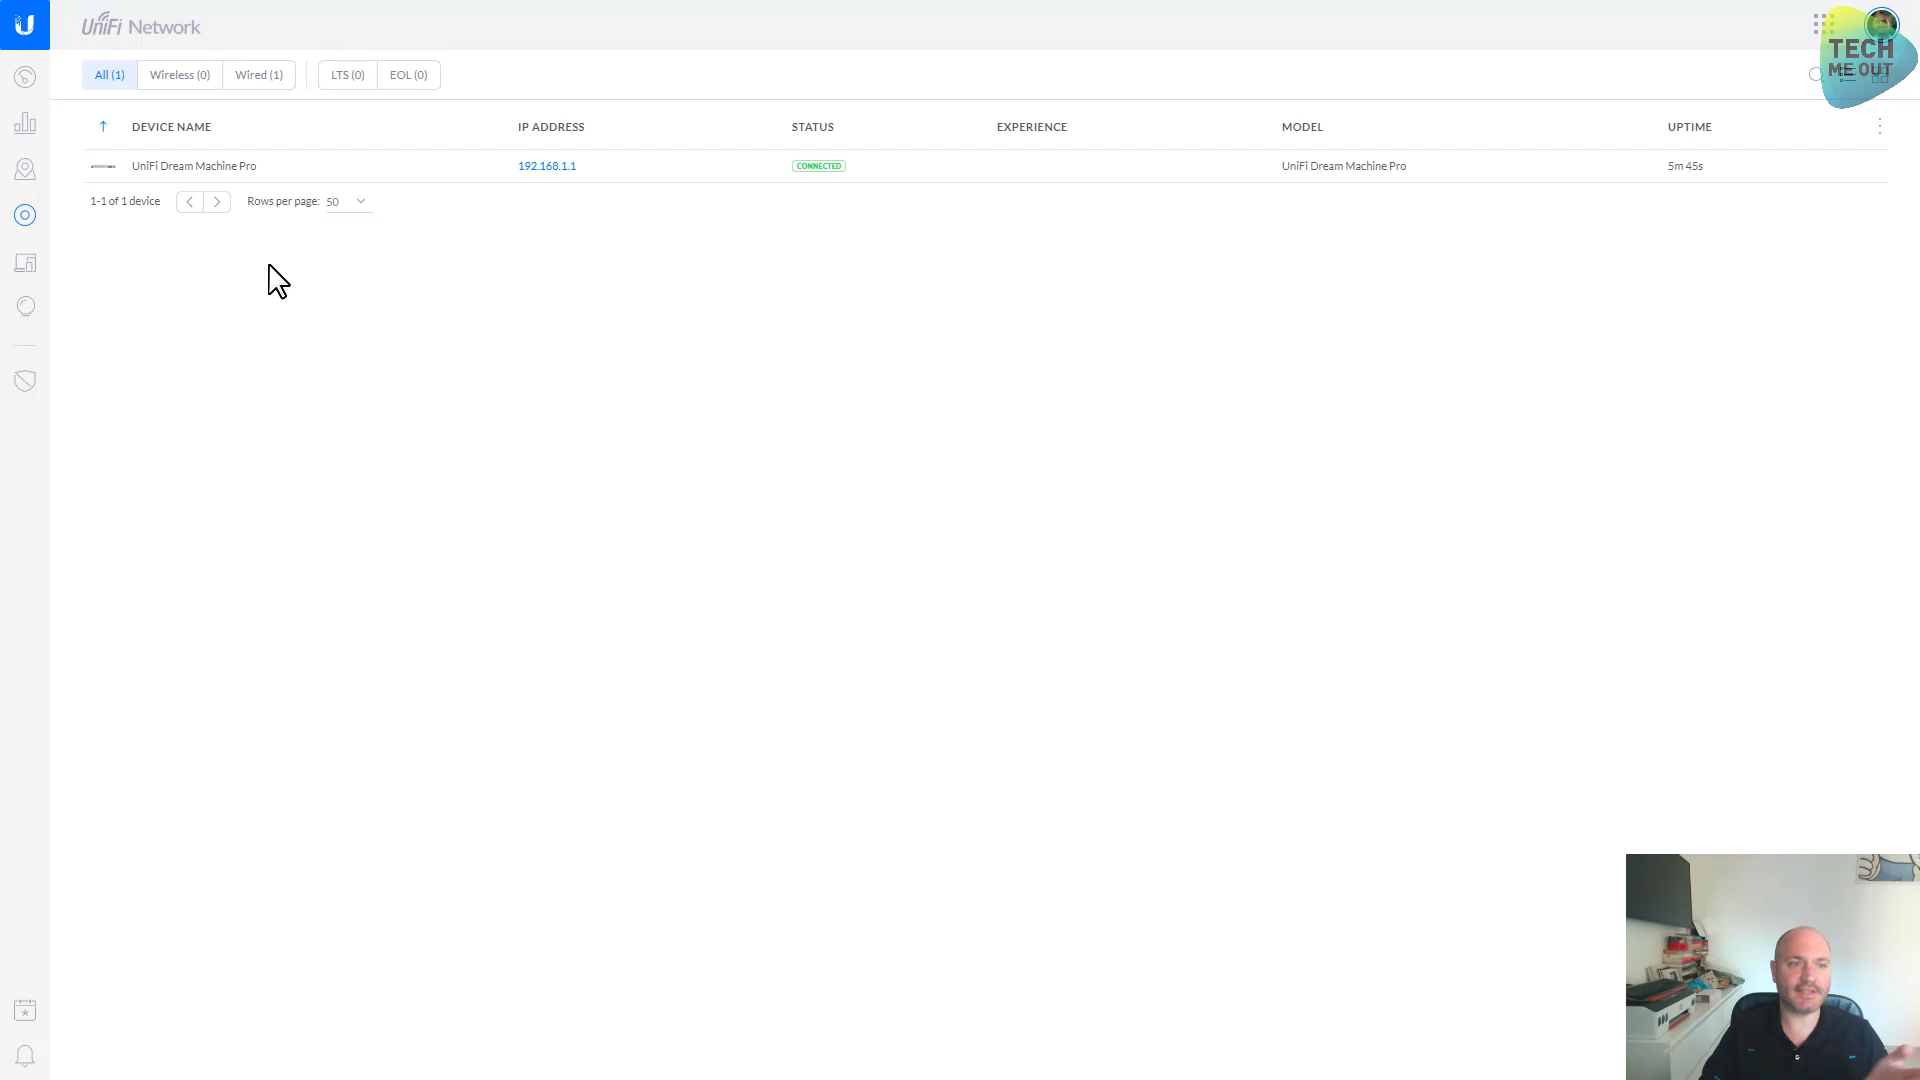 UniFi Network
TECH
ME OUT
All (1) Wireless (0) Wired (1) LTS (0) EOL (0)
DEVICE NAME IP ADDRESS STATUS EXPERIENCE MODEL UPTIME
UniFi Dream Machine Pro 192.168.1.1 CONNECTED UniFi Dream Machine Pro 5m 45s
1-1 of 1 device Rows per page: 50